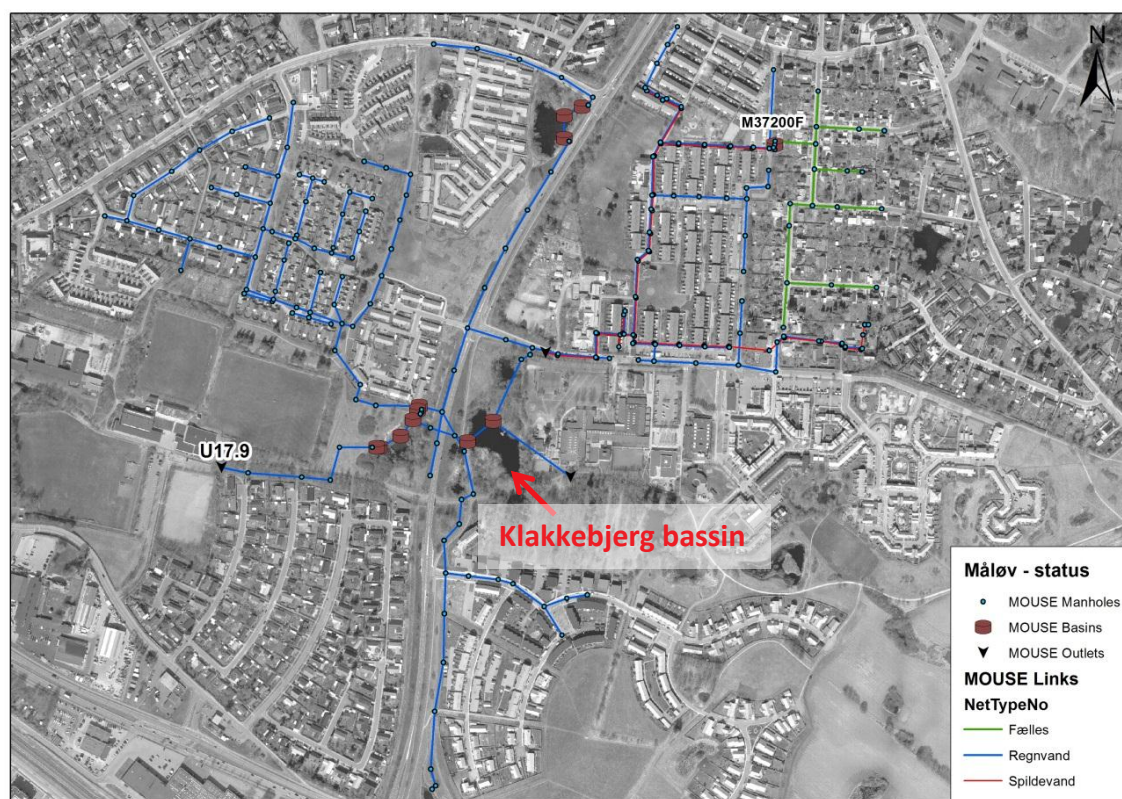 N
M37200F
U17.9
Klakkebjerg bassin
Måløv - status
MOUSE Manholes
MOUSE Basins
MOUSE Outlets
MOUSE Links
NetTypeNo
Fælles
Regnvand
Spildevand